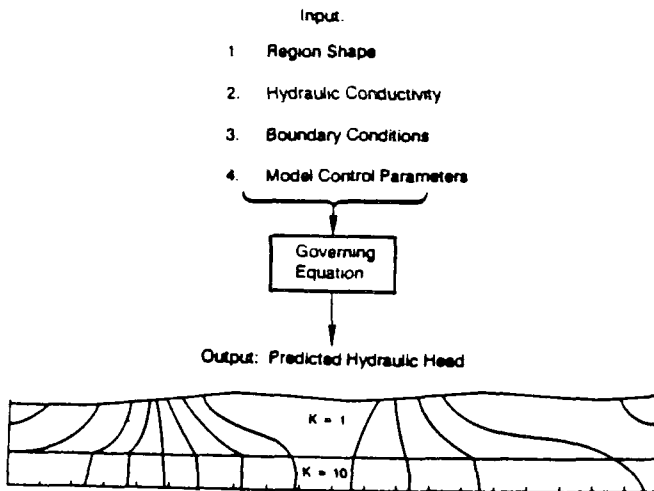 Input.
1 Region Shape
2. Hydraulic Conductivity
3. Boundary Conditions
4. Model Control Parameters
Governing
Equation
Output: Predicted Hydraulic Head
K = 1
K = 10